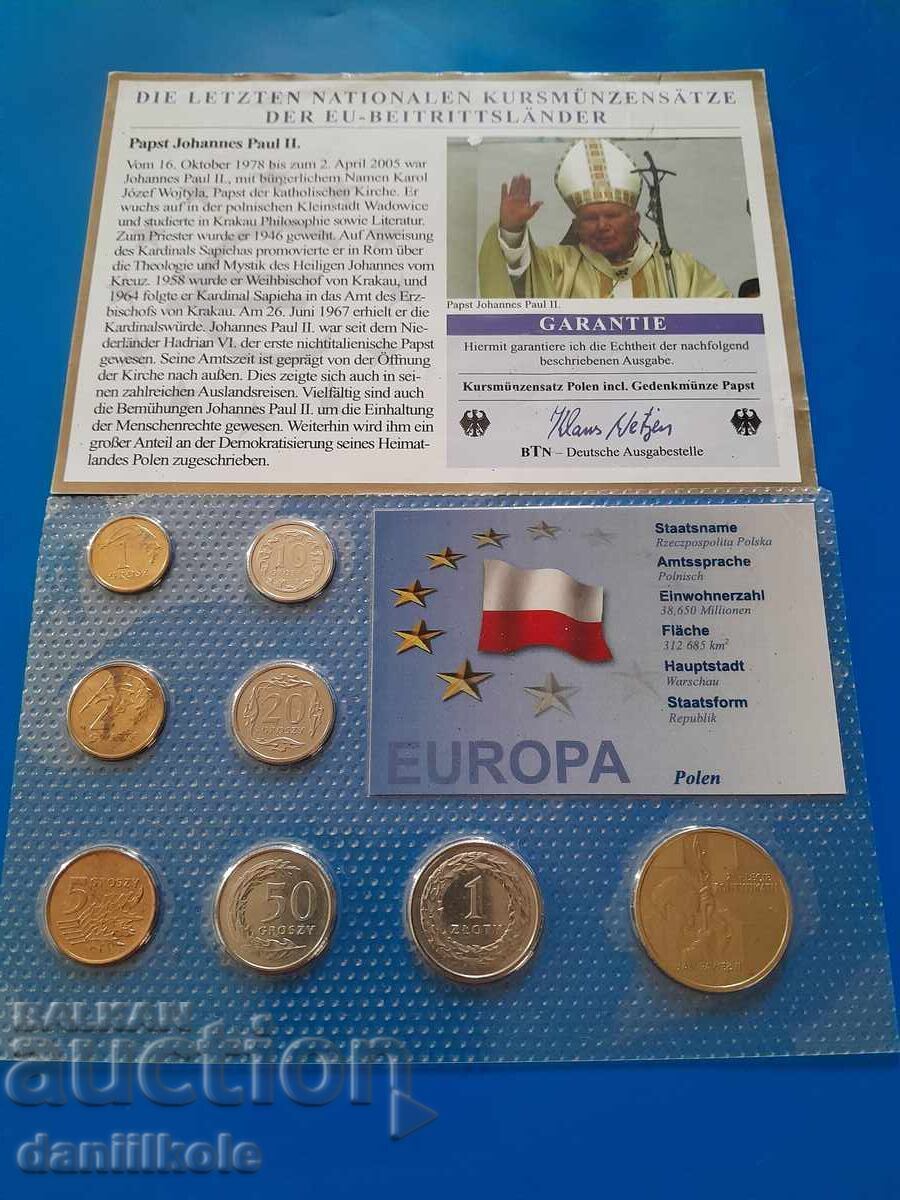 DIE LETZTEN NATIONALEN KURSMÜNZENSÄTZE
DER EU-BEITRITTSLÄNDER
Papst Johannes Paul II.
Vom 16. Oktober 1978 bis zum 2. April 2005 war
Johannes Paul II., mit bürgerlichem Namen Karol
Józef Wojtyla, Papst der katholischen Kirche. Er
wuchs auf in der polnischen Kleinstadt Wadowice
und studierte in Krakau Philosophie sowie Literatur.
Zum Priester wurde er 1946 geweiht. Auf Anweisung
des Kardinals Sapiehas promovierte er in Rom über
die Theologie und Mystik des Heiligen Johannes vom
Kreuz. 1958 wurde er Weihbischof von Krakau, und
1964 folgte er Kardinal Sapieha in das Amt des Erz-
bischofs von Krakau. Am 26. Juni 1967 erhielt er die
Kardinalswürde. Johannes Paul II. war seit dem Nie-
derländer Hadrian VI. der erste nichtitalienische Papst
gewesen. Seine Amtszeit ist geprägt von der Öffnung
der Kirche nach außen. Dies zeigte sich auch in sei-
nen zahlreichen Auslandsreisen. Vielfältig sind auch
die Bemühungen Johannes Paul II. um die Einhaltung
der Menschenrechte gewesen. Weiterhin wird ihm ein
großer Anteil an der Demokratisierung seines Heimat-
landes Polen zugeschrieben.
Papst Johannes Paul II.
GARANTIE
Hiermit garantiere ich die Echtheit der nachfolgend
beschriebenen Ausgabe.
Kursmünzensatz Polen incl. Gedenkmünze Papst
Klaus Netzen
BTN – Deutsche Ausgabestelle
1
GROSZ
10
GROSZY
2
20
GROSZY
5
GROSZY
50
GROSZY
1
ZŁOTY
Staatsname
Rzeczpospolita Polska
Amtssprache
Polnisch
Einwohnerzahl
38,650 Millionen
Fläche
312 685 km²
Hauptstadt
Warschau
Staatsform
Republik
EUROPA
Polen
BALKAN
auction
daniilkole